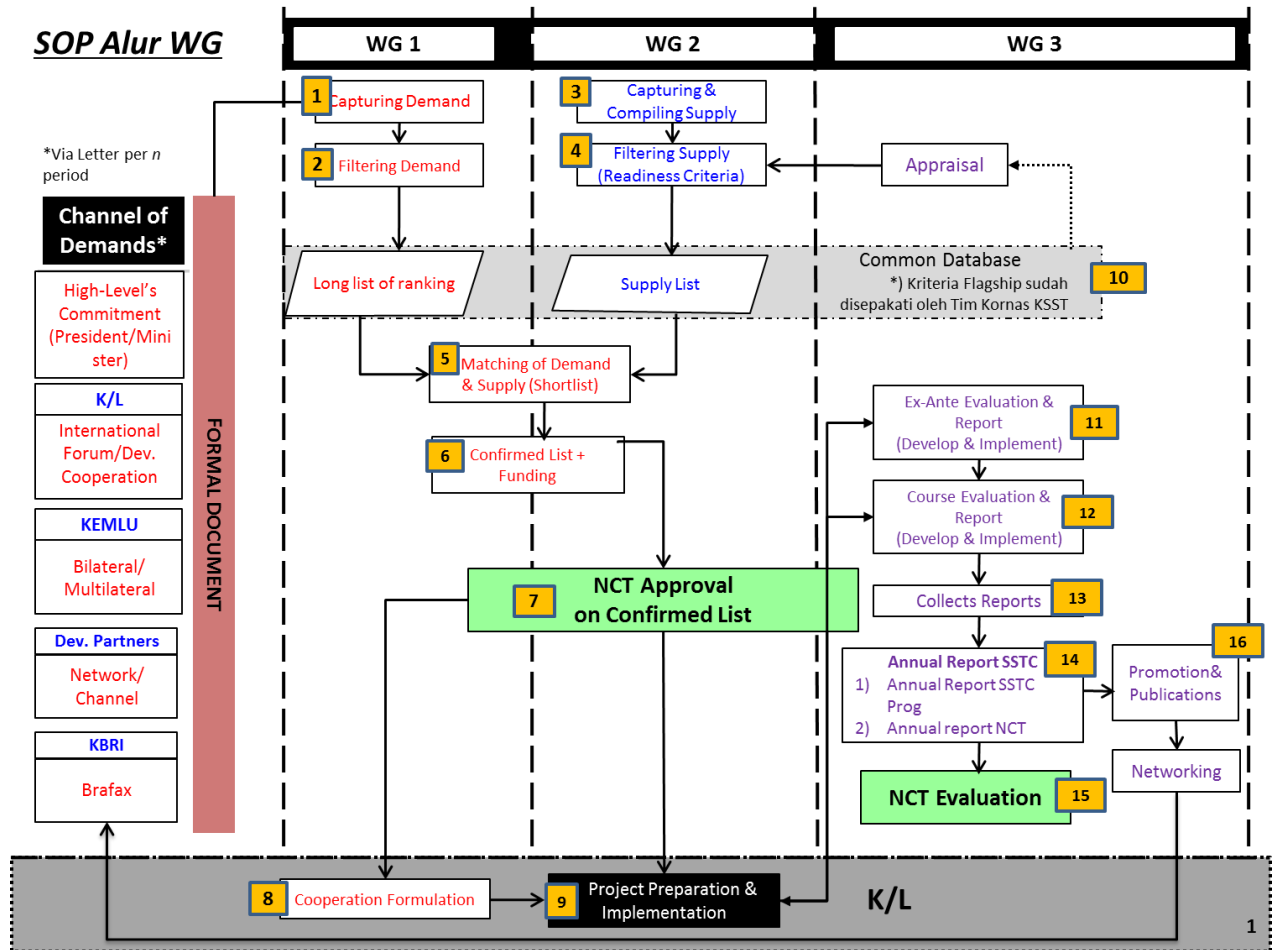 SOP Alur WG
WG 1
WG 2
WG 3
*Via Letter per n
period
Channel of
Demands*
High-Level's
Commitment
(President/Mini
ster)
K/L
International
Forum/Dev.
Cooperation
KEMLU
Bilateral/
Multilateral
Dev. Partners
Network/
Channel
KBRI
Brafax
FORMAL DOCUMENT
1
Capturing Demand
2
Filtering Demand
3
Capturing &
Compiling Supply
4
Filtering Supply
(Readiness Criteria)
Appraisal
Long list of ranking
Supply List
Common Database
*) Kriteria Flagship sudah
disepakati oleh Tim Kornas KSST
10
5
Matching of Demand
& Supply (Shortlist)
6
Confirmed List +
Funding
7
NCT Approval
on Confirmed List
Ex-Ante Evaluation &
Report
(Develop & Implement)
11
Course Evaluation &
Report
(Develop & Implement)
12
Collects Reports
13
Annual Report SSTC
1) Annual Report SSTC
Prog
2) Annual report NCT
14
16
Promotion&
Publications
Networking
NCT Evaluation
15
8
Cooperation Formulation
9
Project Preparation &
Implementation
K/L
1